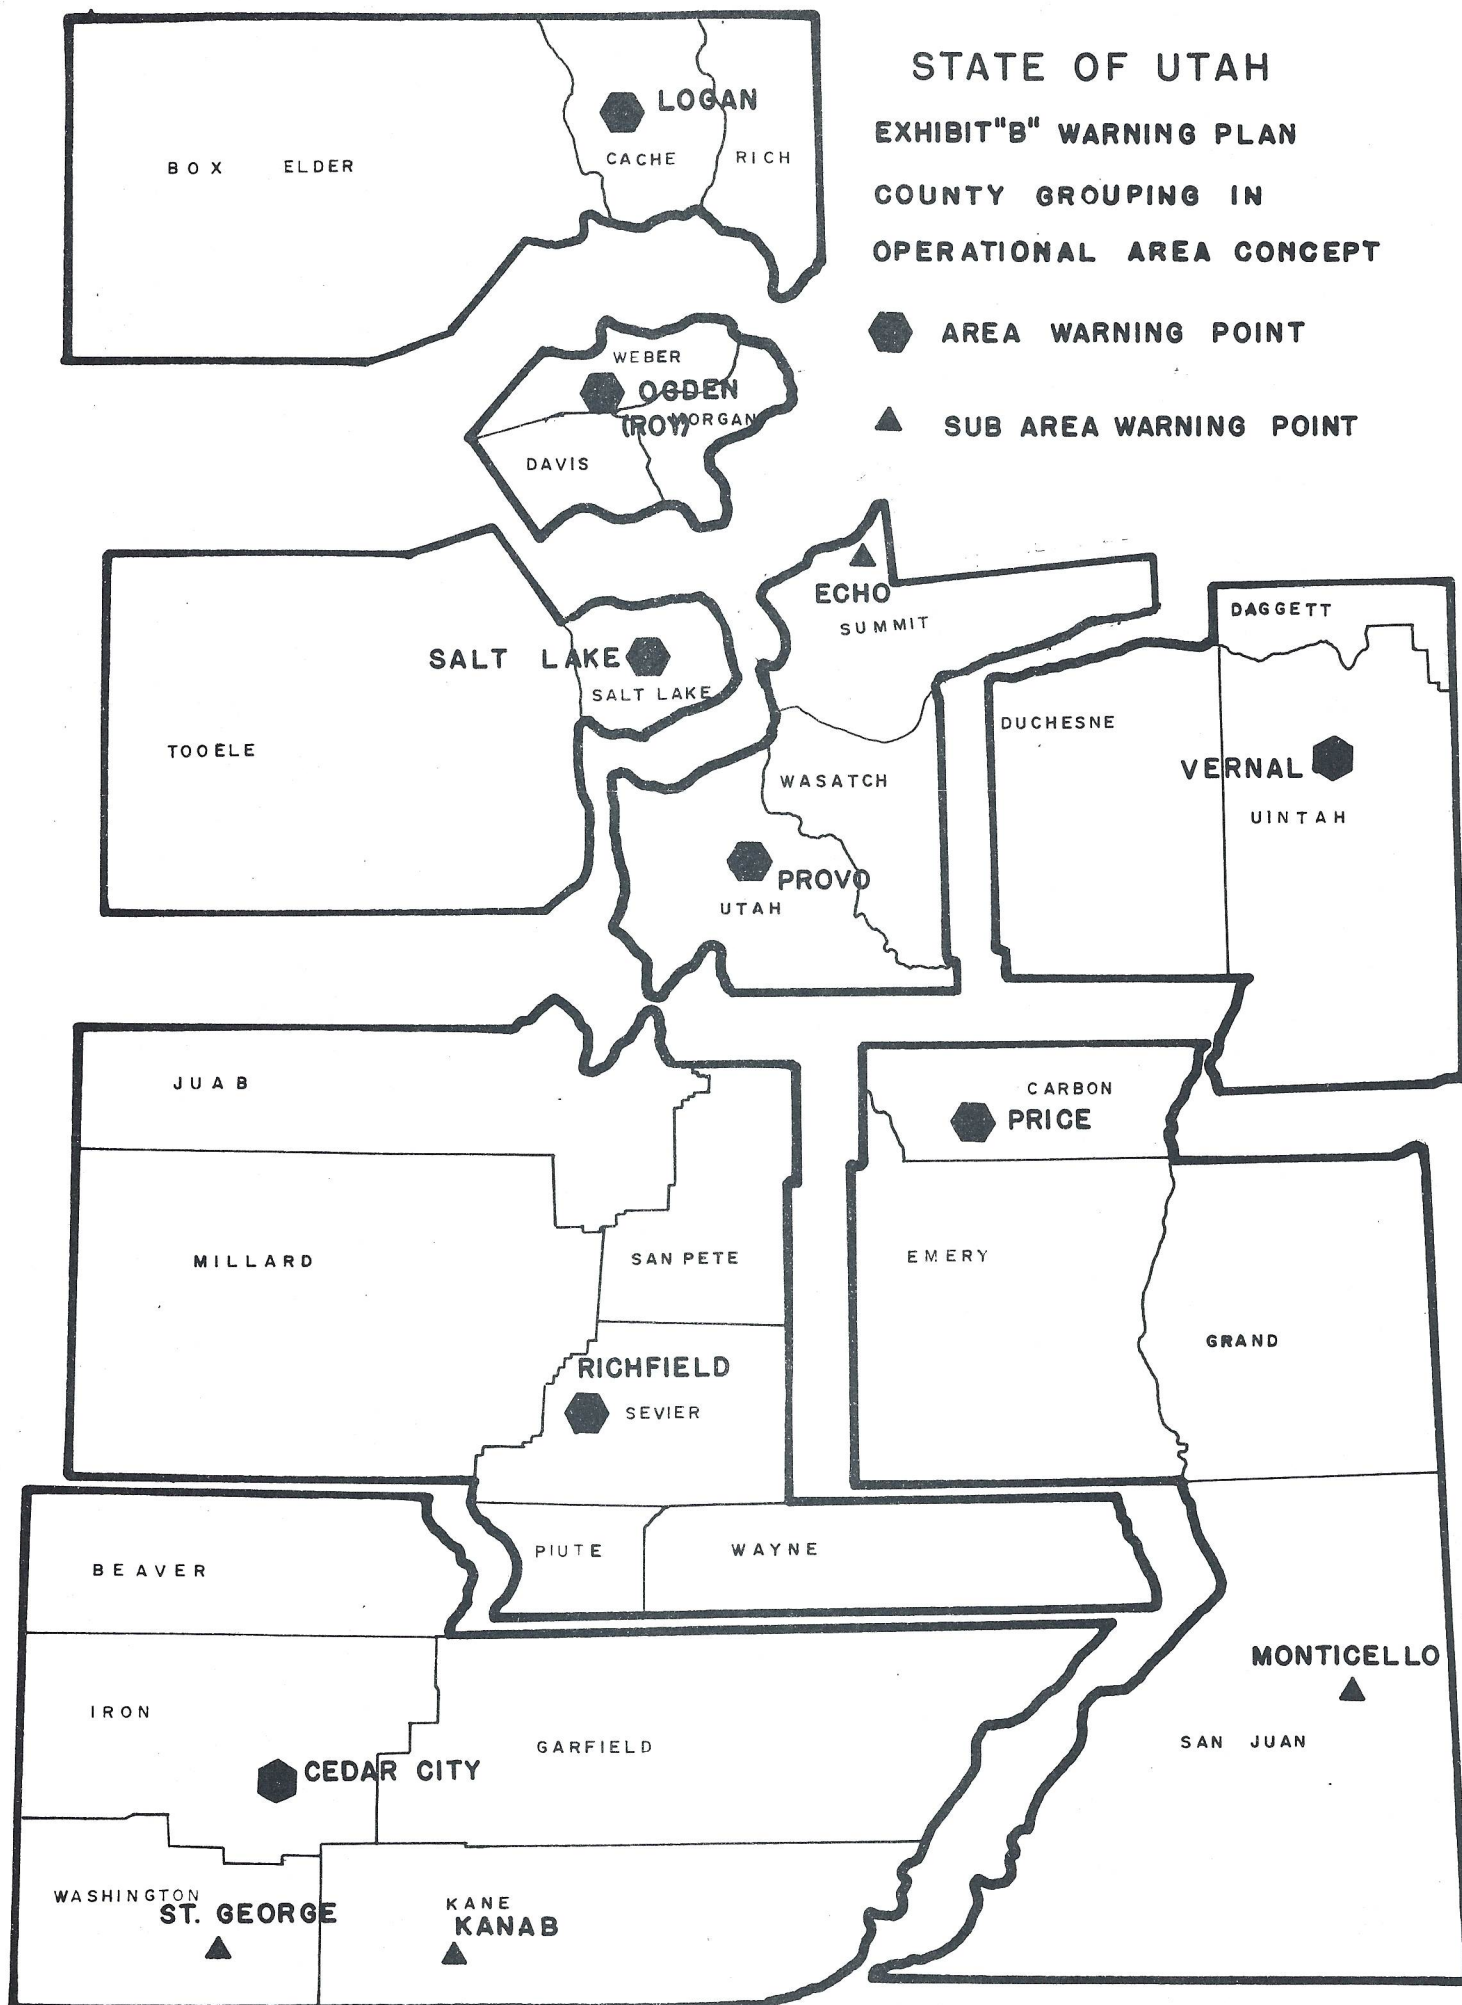 STATE OF UTAH
EXHIBIT "B" WARNING PLAN
COUNTY GROUPING IN
OPERATIONAL AREA CONCEPT
AREA WARNING POINT
SUB AREA WARNING POINT
LOGAN
BOX ELDER
CACHE
RICH
WEBER
OGDEN
(ROY)
MORGAN
DAVIS
ECHO
SUMMIT
DAGGETT
SALT LAKE
SALT LAKE
TOOELE
DUCHESNE
VERNAL
WASATCH
UINTAH
PROVO
UTAH
JUAB
CARBON
PRICE
MILLARD
SAN PETE
EMERY
GRAND
RICHFIELD
SEVIER
BEAVER
PIUTE
WAYNE
MONTICELLO
IRON
GARFIELD
SAN JUAN
CEDAR CITY
WASHINGTON
ST. GEORGE
KANE
KANAB